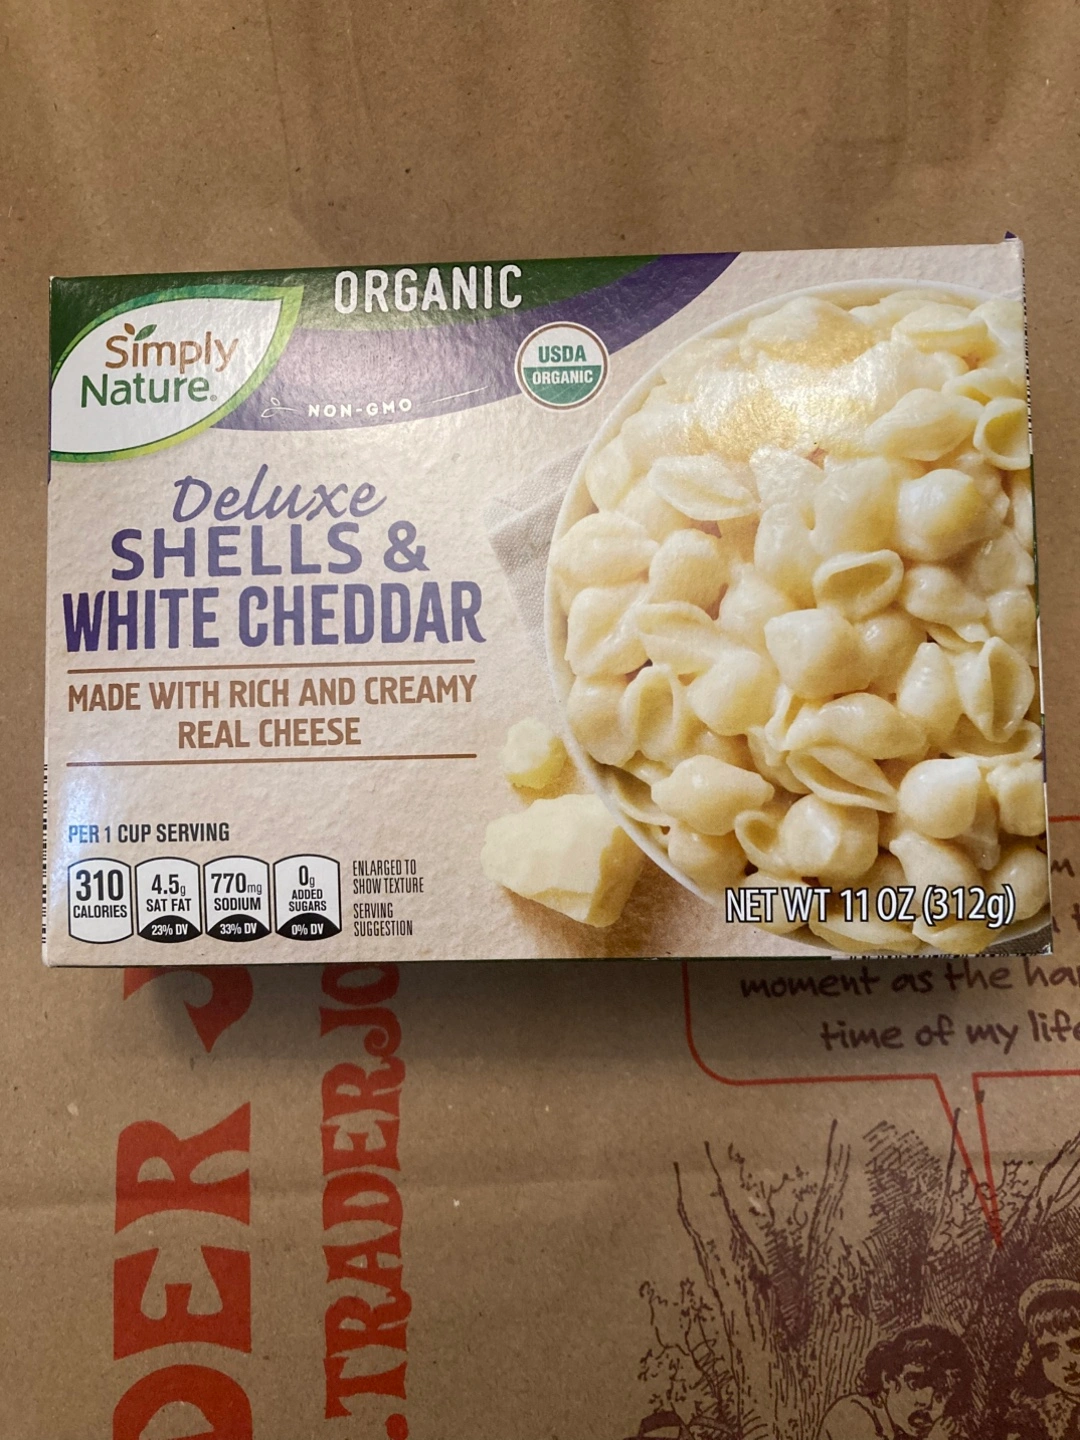 ORGANIC
Simply
Nature®
NON-GMO
USDA
ORGANIC
Deluxe
SHELLS &
WHITE CHEDDAR
MADE WITH RICH AND CREAMY
REAL CHEESE
PER 1 CUP SERVING
310
CALORIES
4.5g
SAT FAT
23% DV
770mg
SODIUM
33% DV
0g
ADDED
SUGARS
0% DV
ENLARGED TO
SHOW TEXTURE
SERVING
SUGGESTION
NET WT 11 OZ (312g)
moment as the
time of my
DER J
.TRADERJO